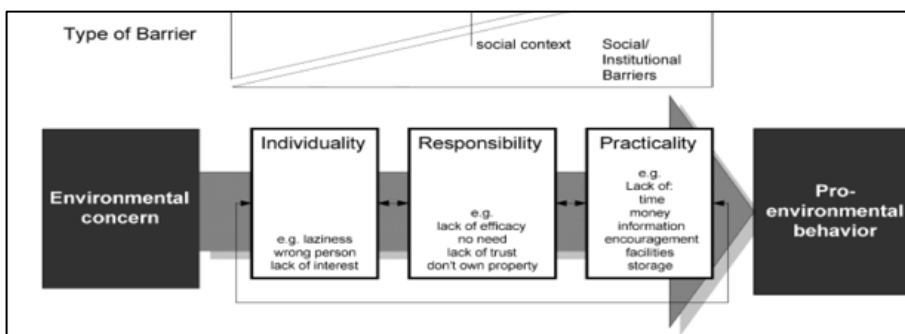 Type of Barrier
social context
Social/
Institutional
Barriers
Environmental
concern
Individuality
e.g. laziness
wrong person
lack of interest
Responsibility
e.g.
lack of efficacy
no need
lack of trust
don't own property
Practicality
e.g.
Lack of:
time
money
information
encouragement
facilities
storage
Pro-
environmental
behavior